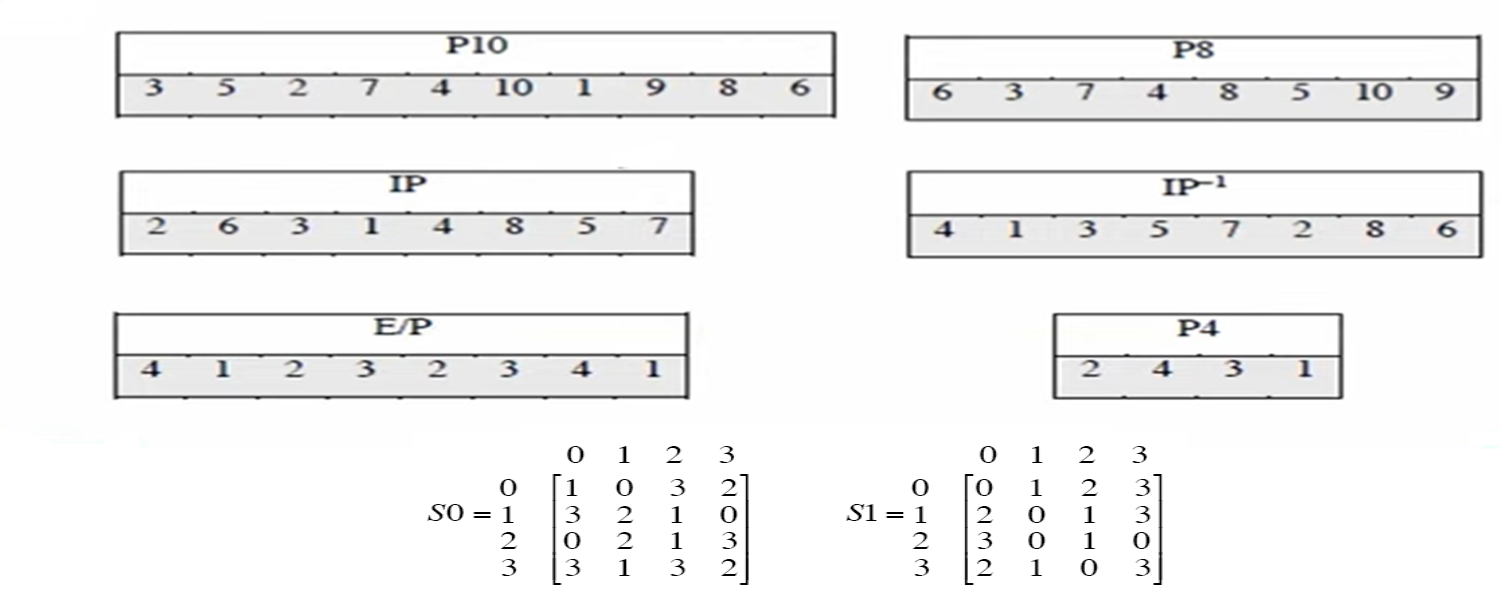 P10
3 5 2 7 4 10 1 9 8 6
P8
6 3 7 4 8 5 10 9
IP
2 6 3 1 4 8 5 7
IP⁻¹
4 1 3 5 7 2 8 6
E/P
4 1 2 3 2 3 4 1
P4
2 4 3 1
0 1 2 3
0 1 0 3 2
S0 = 1 3 2 1 0
2 0 2 1 3
3 3 1 3 2
0 1 2 3
0 0 1 2 3
S1 = 1 2 0 1 3
2 3 0 1 0
3 2 1 0 3